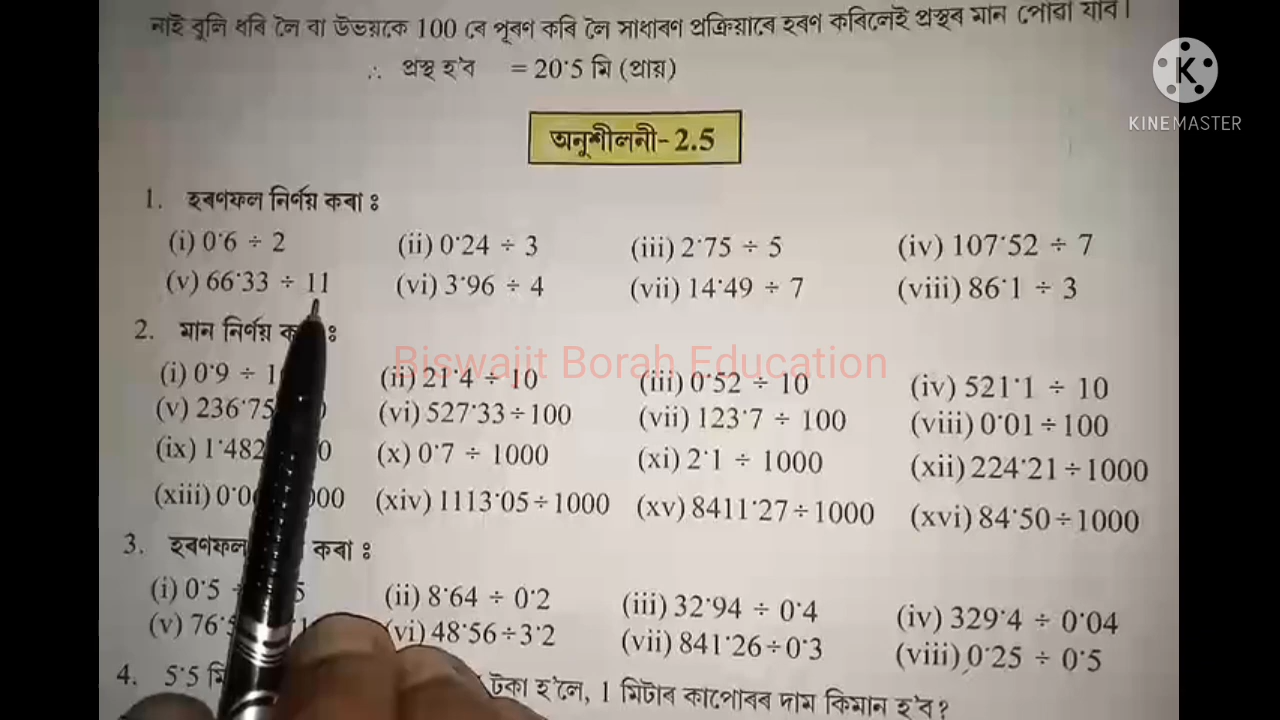 নাই বুলি ধৰি লৈ বা উভয়কে 100 ৰে পূৰণ কৰি লৈ সাধাৰণ প্ৰক্ৰিয়াৰে হৰণ কৰিলেই প্ৰস্থৰ মান পোৱা যাব।
∴ প্ৰস্থ হ'ব = 20·5 মি (প্ৰায়)
K
KINEMASTER
অনুশীলনী- 2.5
1. হৰণফল নিৰ্ণয় কৰা ঃ
(i) 0·6 ÷ 2 (ii) 0·24 ÷ 3 (iii) 2·75 ÷ 5 (iv) 107·52 ÷ 7
(v) 66·33 ÷ 11 (vi) 3·96 ÷ 4 (vii) 14·49 ÷ 7 (viii) 86·1 ÷ 3
2. মান নিৰ্ণয় ক ঃ
Biswajit Borah Education
(i) 0·9 ÷ 1 (ii) 21·4 ÷ 10 (iii) 0·52 ÷ 10 (iv) 521·1 ÷ 10
(v) 236·75 0 (vi) 527·33÷100 (vii) 123·7 ÷ 100 (viii) 0·01÷100
(ix) 1·482 0 (x) 0·7 ÷ 1000 (xi) 2·1 ÷ 1000 (xii) 224·21÷1000
(xiii) 0·0 000 (xiv) 1113·05÷1000 (xv) 8411·27÷1000 (xvi) 84·50÷1000
3. হৰণফল কৰা ঃ
(i) 0·5 ÷ 5 (ii) 8·64 ÷ 0·2 (iii) 32·94 ÷ 0·4 (iv) 329·4 ÷ 0·04
(v) 76· (vi) 48·56÷3·2 (vii) 841·26÷0·3 (viii) 0·25 ÷ 0·5
4. 5·5 মি টকা হ'লে, 1 মিটাৰ কাপোৰৰ দাম কিমান হ'ব?